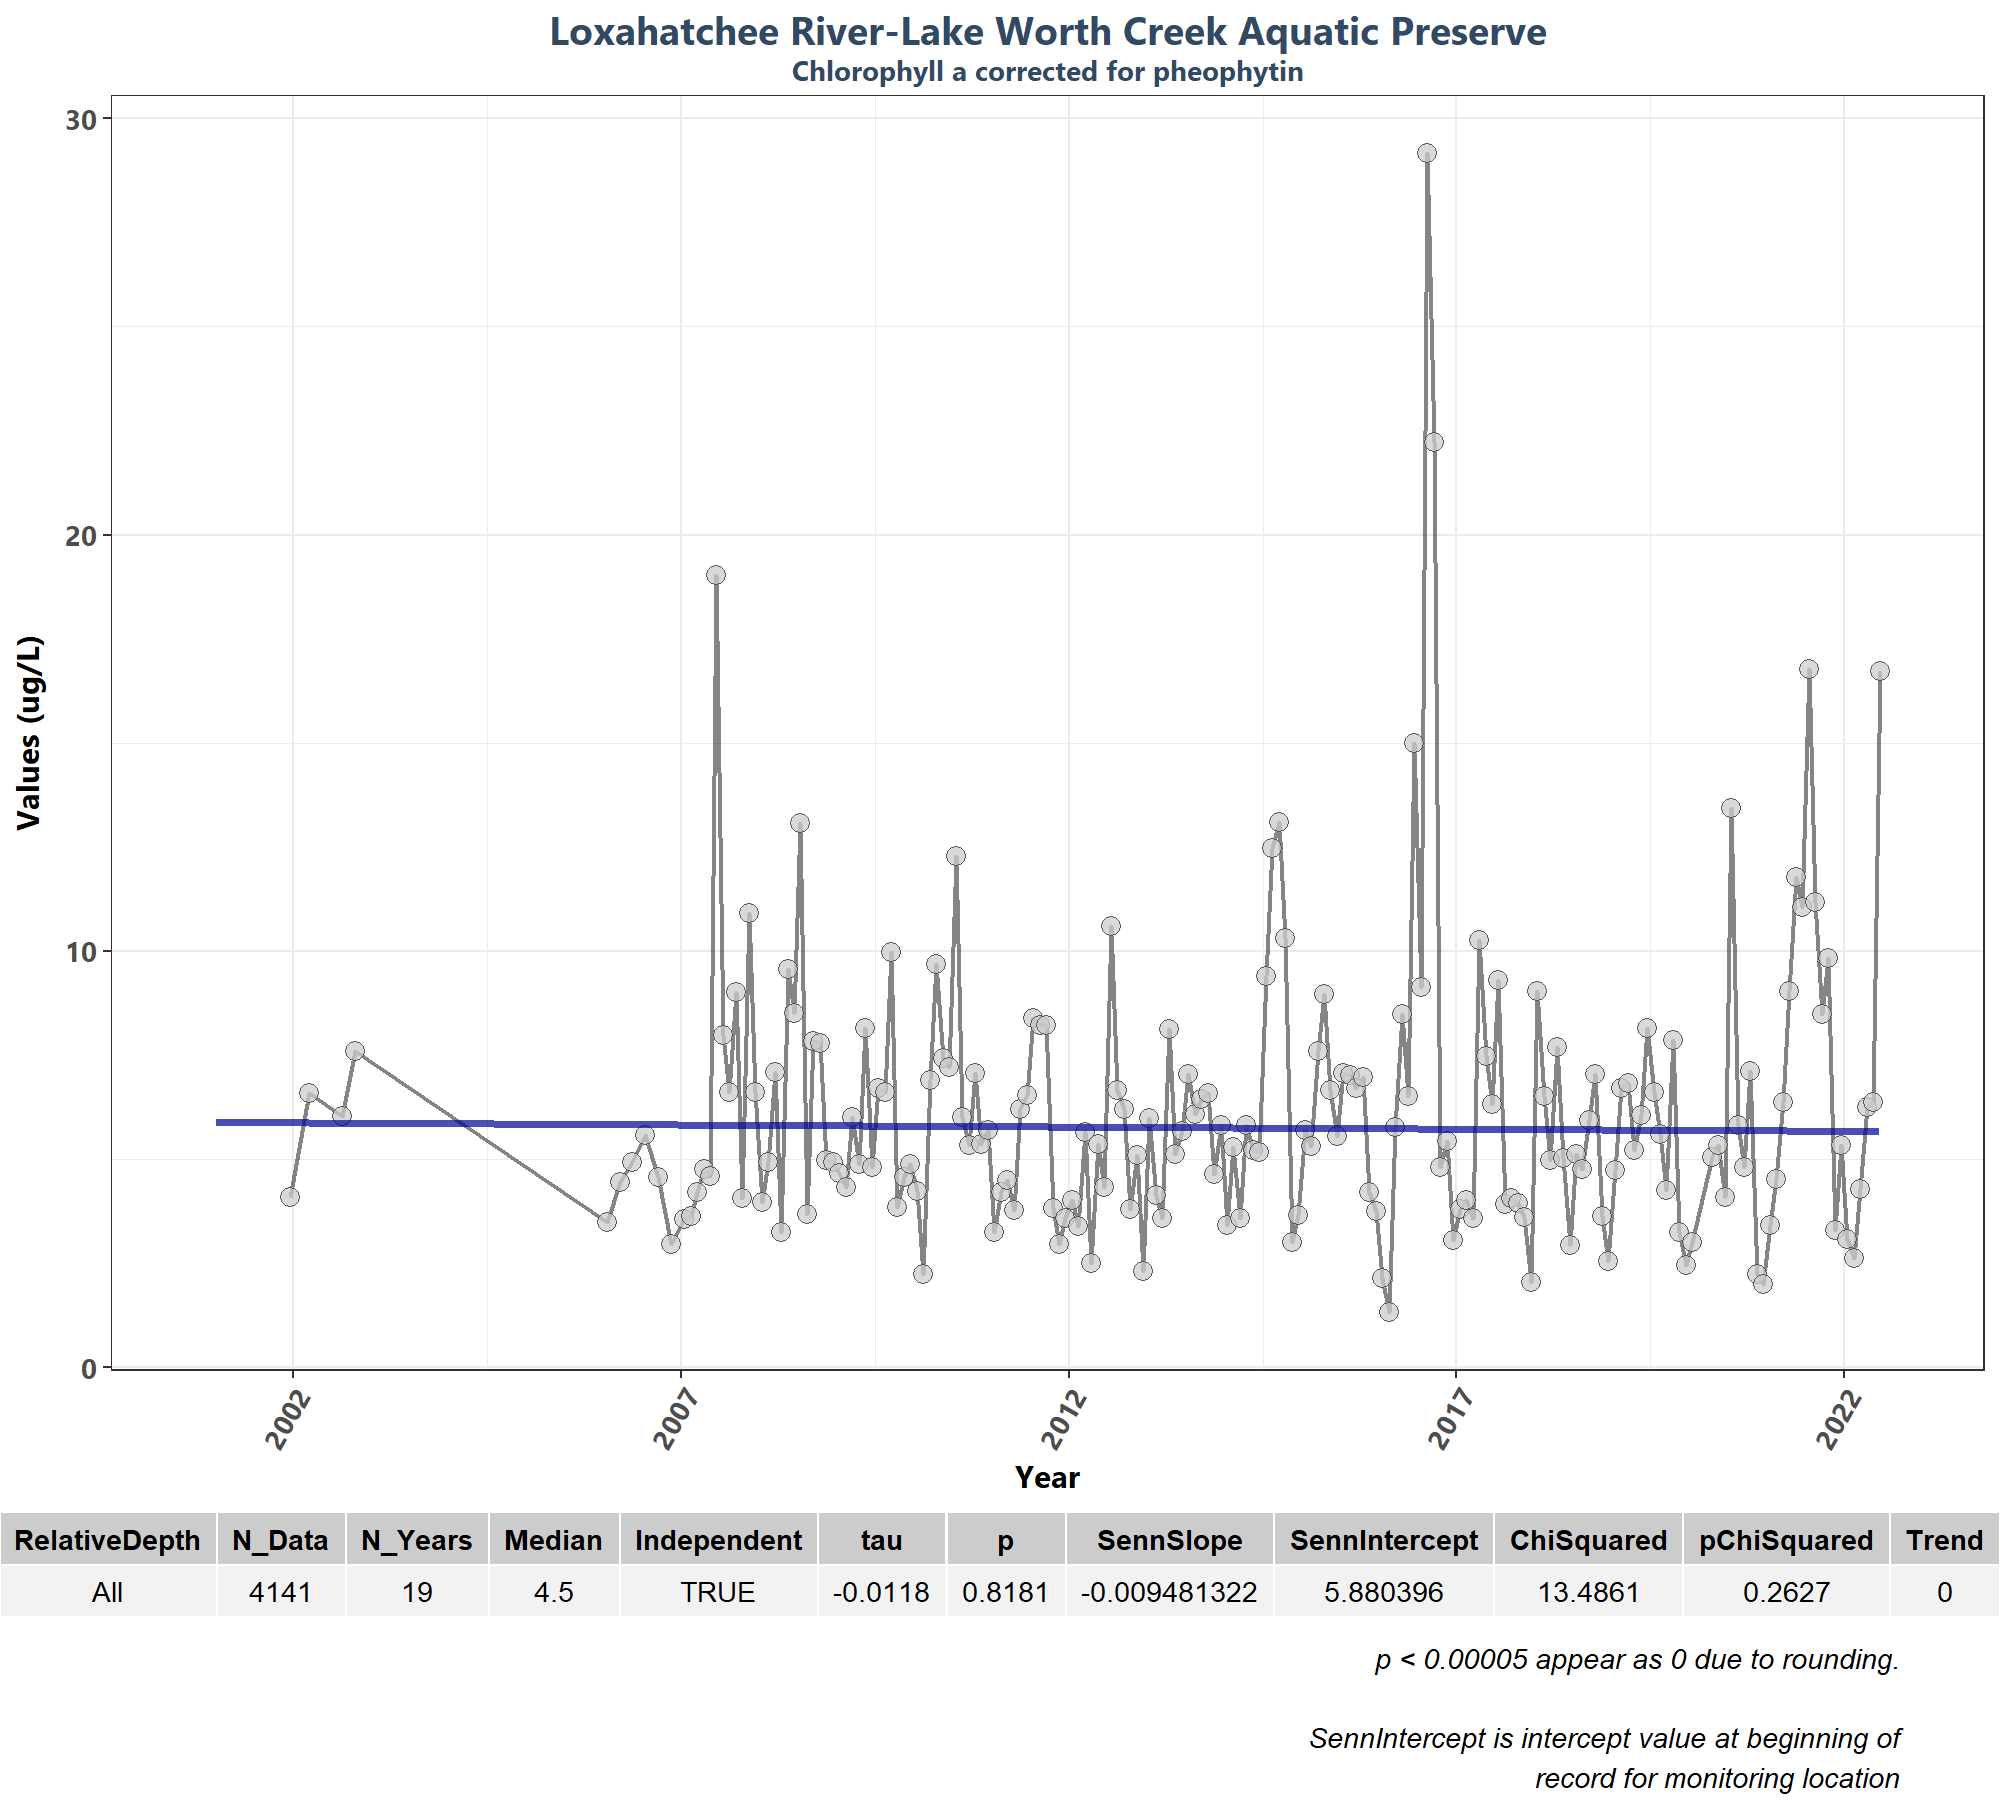 Loxahatchee River-Lake Worth Creek Aquatic Preserve
Chlorophyll a corrected for pheophytin
30
20
10
0
Values (ug/L)
2002 2007 2012 2017 2022
Year
RelativeDepth N_Data N_Years Median Independent tau p SennSlope SennIntercept ChiSquared pChiSquared Trend
All 4141 19 4.5 TRUE -0.0118 0.8181 -0.009481322 5.880396 13.4861 0.2627 0
p < 0.00005 appear as 0 due to rounding.
SennIntercept is intercept value at beginning of
record for monitoring location